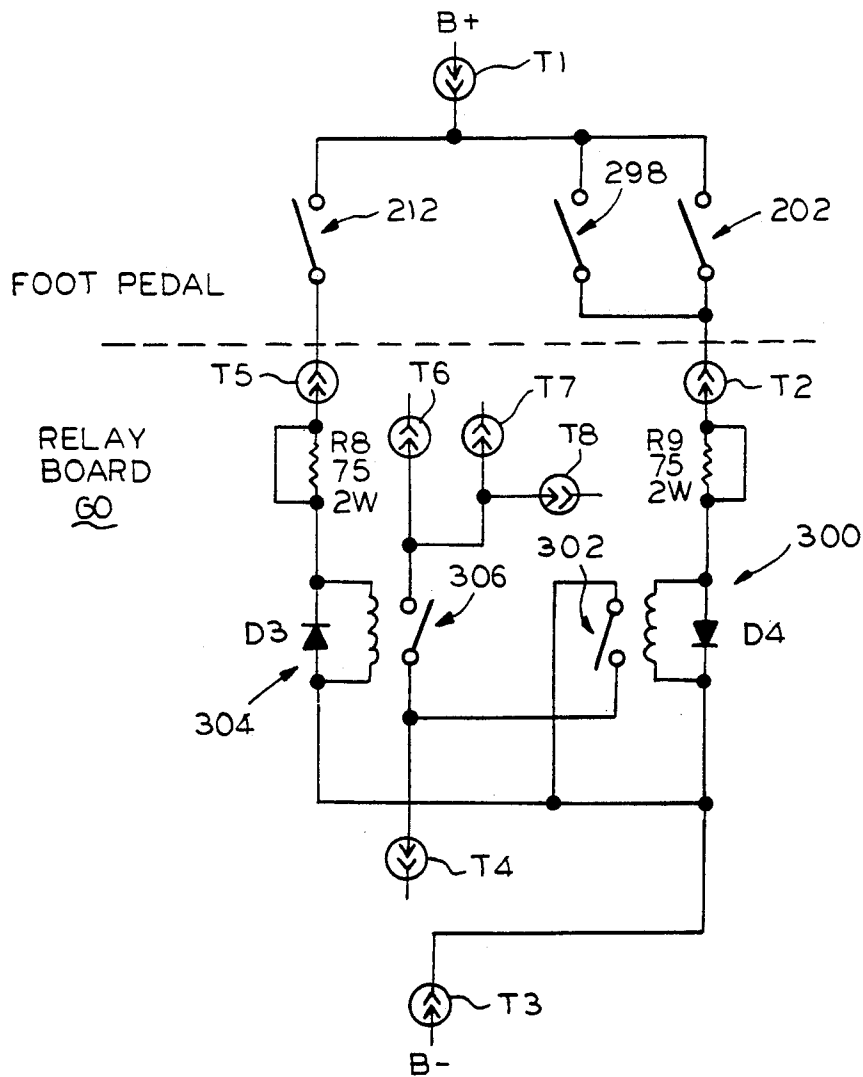 B+
T1
212
298
202
FOOT PEDAL
T5
T6
T7
T2
RELAY
BOARD
60
R8
75
2W
T8
R9
75
2W
302
300
306
D3
D4
304
T4
T3
B-